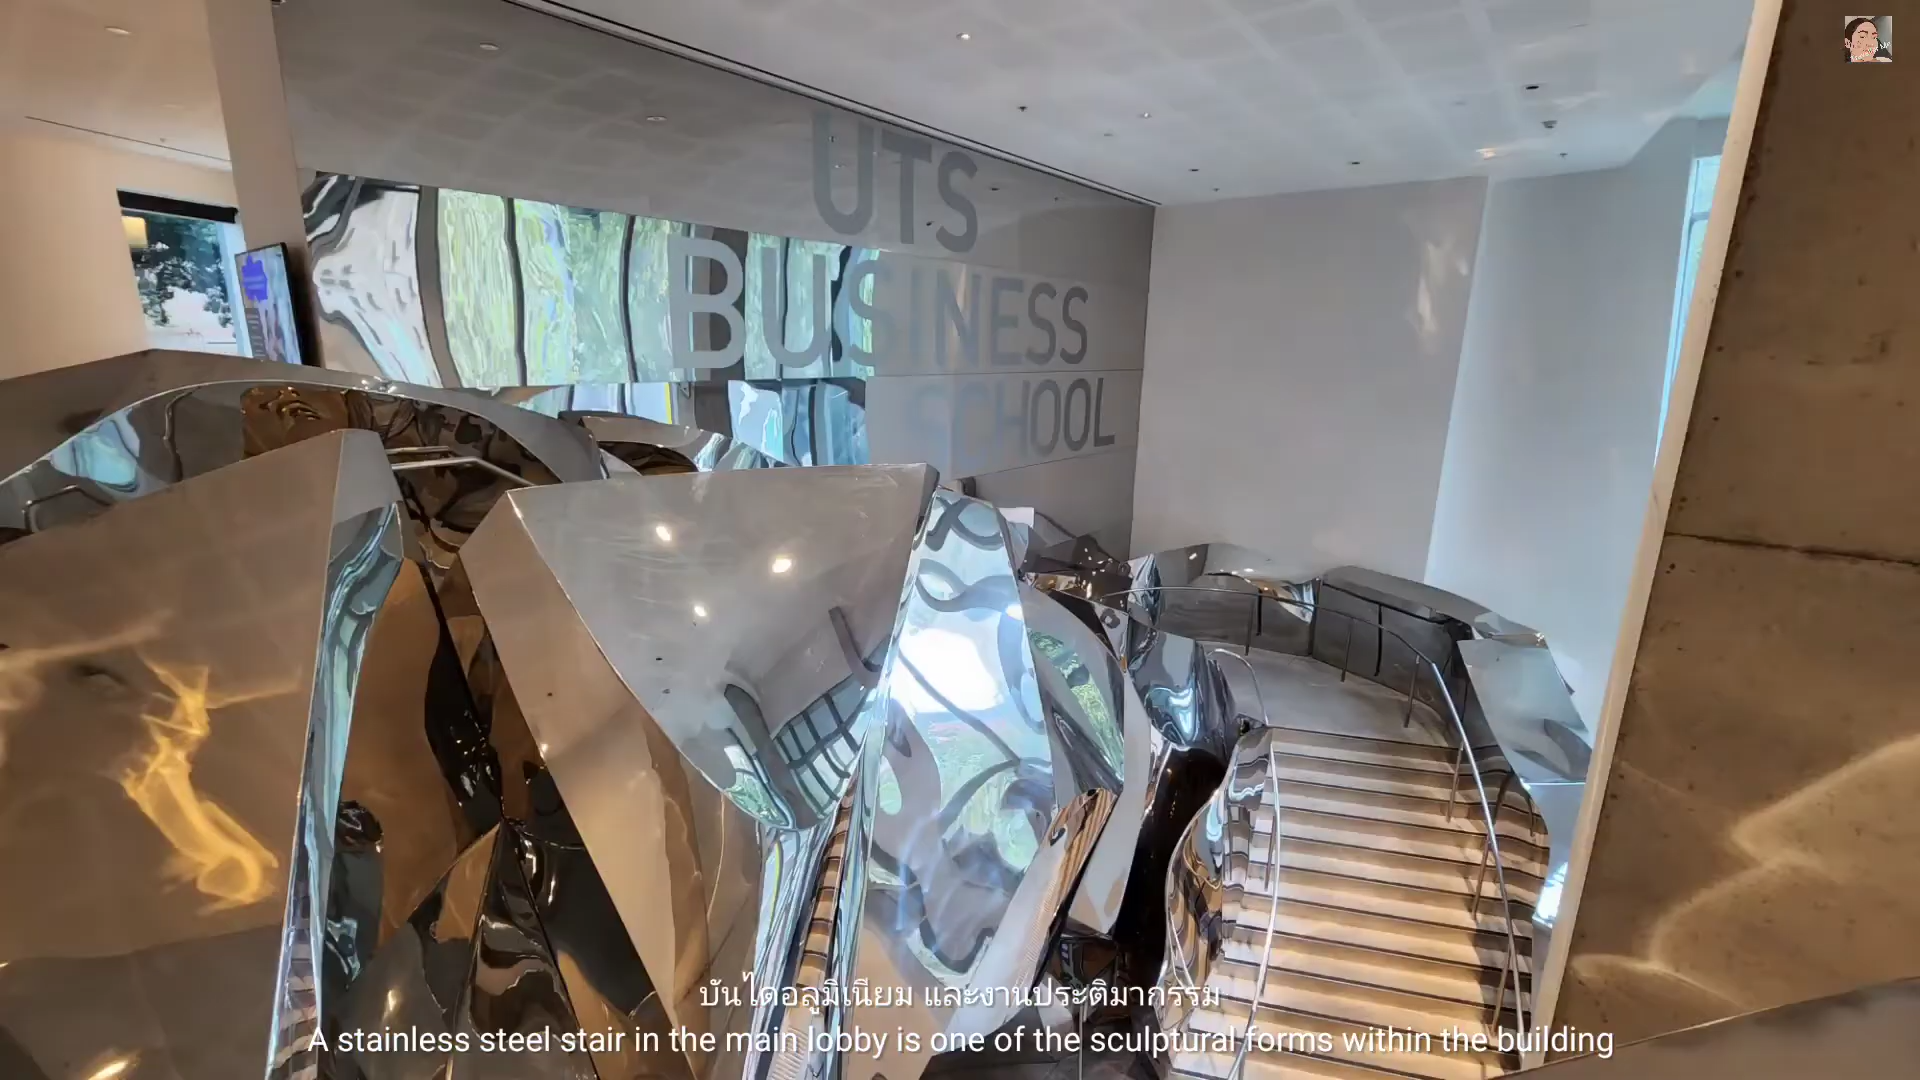 UTS
BUSINESS
SCHOOL
บันไดอลูมิเนียม และงานประติมากรรม
A stainless steel stair in the main lobby is one of the sculptural forms within the building